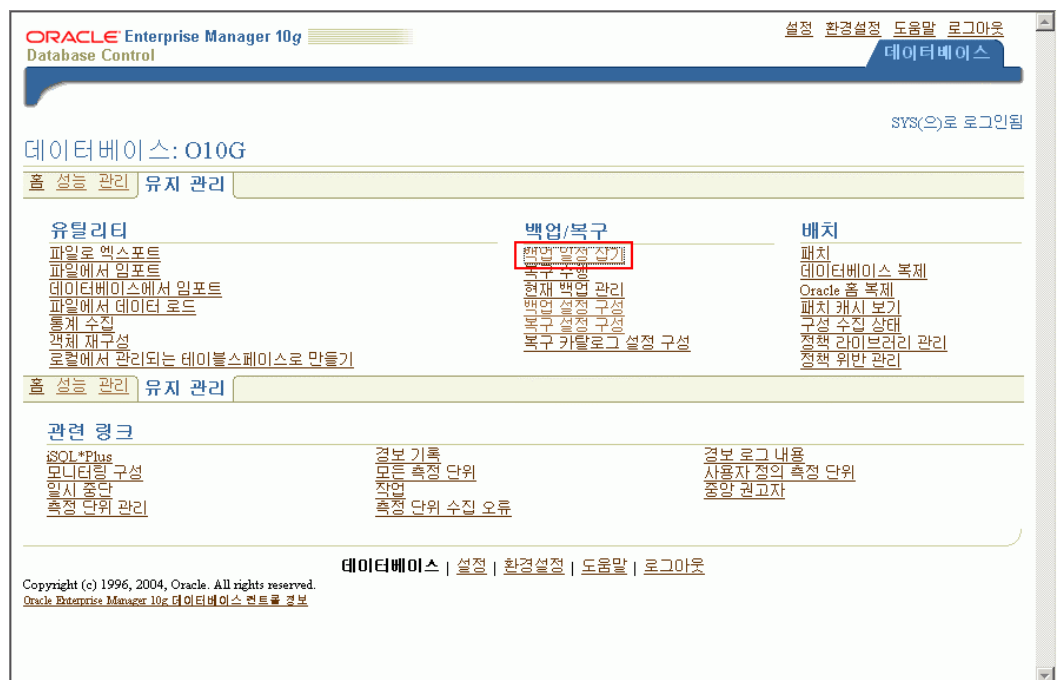 ORACLE Enterprise Manager 10g
Database Control
설정 환경설정 도움말 로그아웃
데이터베이스
SYS(으)로 로그인됨
데이터베이스: O10G
홈 성능 관리 유지 관리
유틸리티
파일로 엑스포트
파일에서 임포트
데이터베이스에서 임포트
파일에서 데이터 로드
통계 수집
객체 재구성
로컬에서 관리되는 테이블스페이스로 만들기
백업/복구
백업 일정 잡기
복구 수행
현재 백업 관리
백업 설정 구성
복구 설정 구성
복구 카탈로그 설정 구성
배치
패치
데이터베이스 복제
Oracle 홈 복제
패치 캐시 보기
구성 수집 상태
정책 라이브러리 관리
정책 위반 관리
홈 성능 관리 유지 관리
관련 링크
iSQL*Plus
모니터링 구성
일시 중단
측정 단위 관리
경보 기록
모든 측정 단위
작업
측정 단위 수집 오류
경보 로그 내용
사용자 정의 측정 단위
중앙 권고자
데이터베이스 | 설정 | 환경설정 | 도움말 | 로그아웃
Copyright (c) 1996, 2004, Oracle. All rights reserved.
Oracle Enterprise Manager 10g 데이터베이스 컨트롤 정보